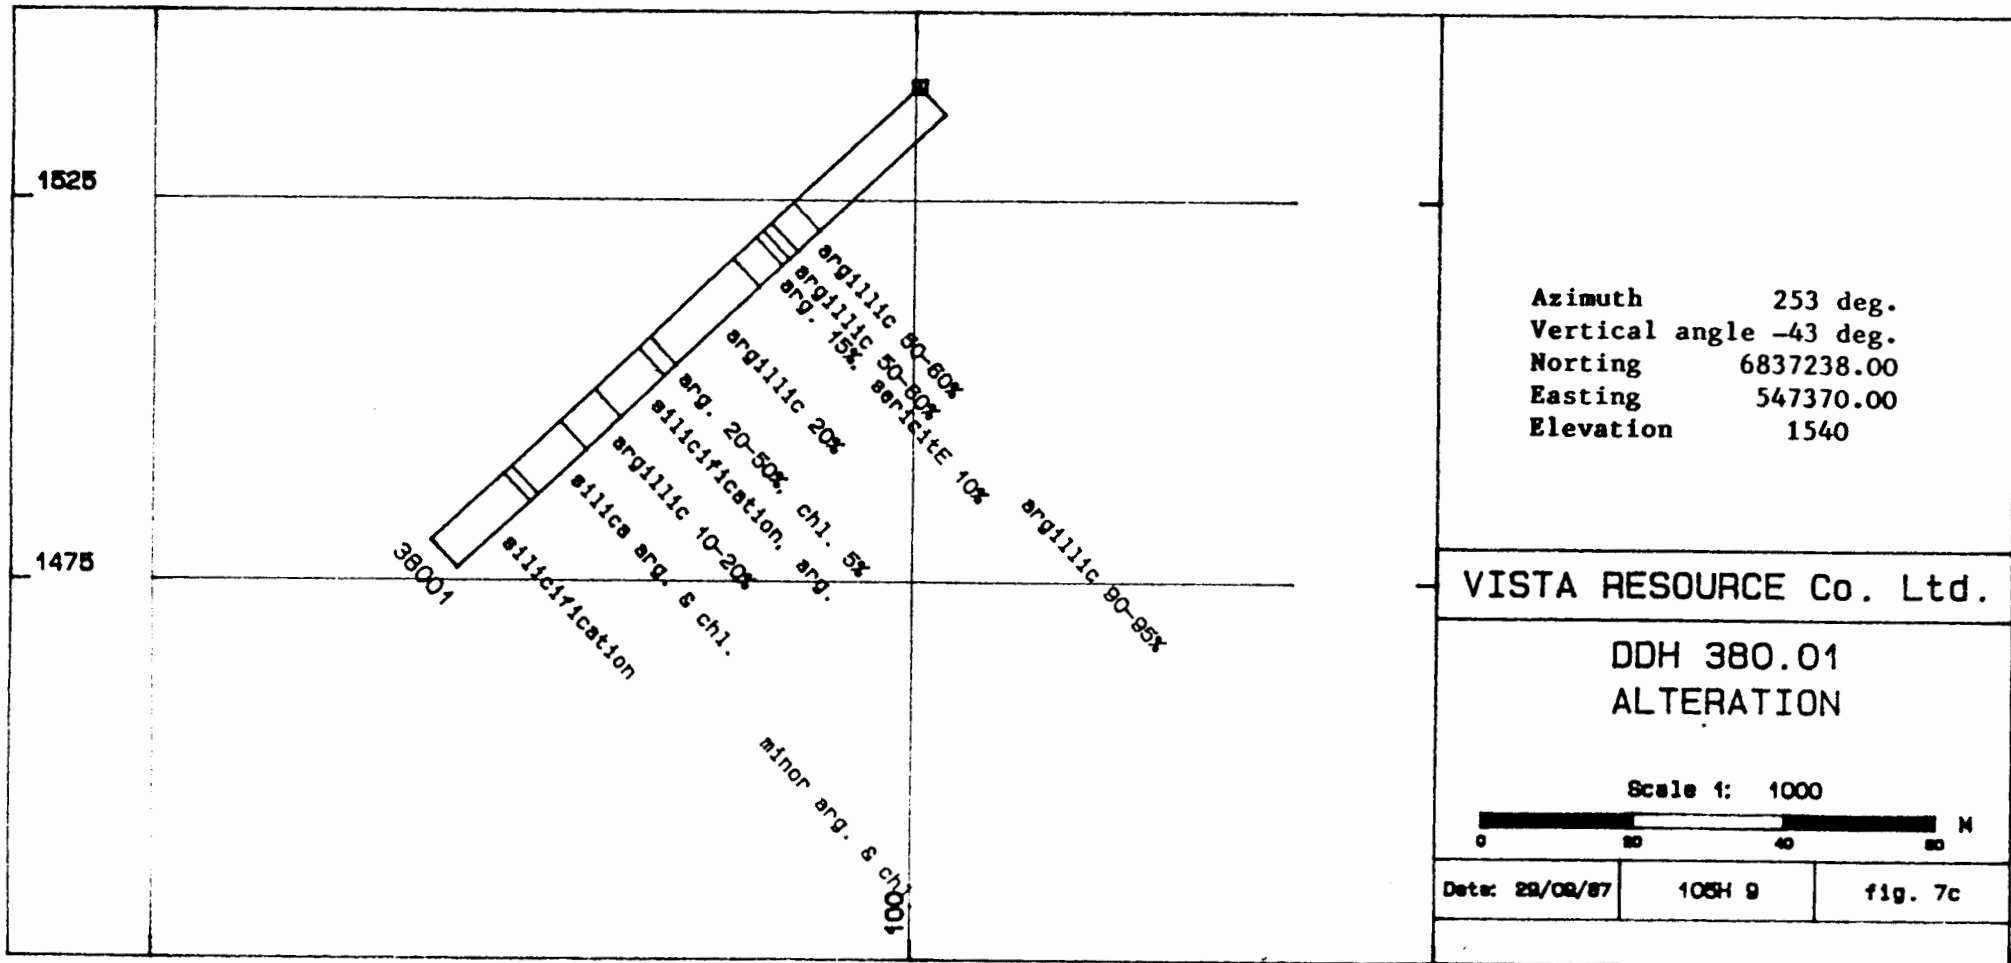 1525
1475
38001
100
argillic 50-60%
argillic 50-60%
arg. 15%, sericitE 10%
argillic 90-95%
argillic 20%
arg. 20-50%, chl. 5%
silicification, arg.
argillic 10-20%
silica arg. & chl.
silicification
minor arg. & chl.
Azimuth 253 deg.
Vertical angle -43 deg.
Norting 6837238.00
Easting 547370.00
Elevation 1540
VISTA RESOURCE Co. Ltd.
DDH 380.01
ALTERATION
Scale 1: 1000
0 20 40 60 M
Date: 29/09/87
105H 9
fig. 7c